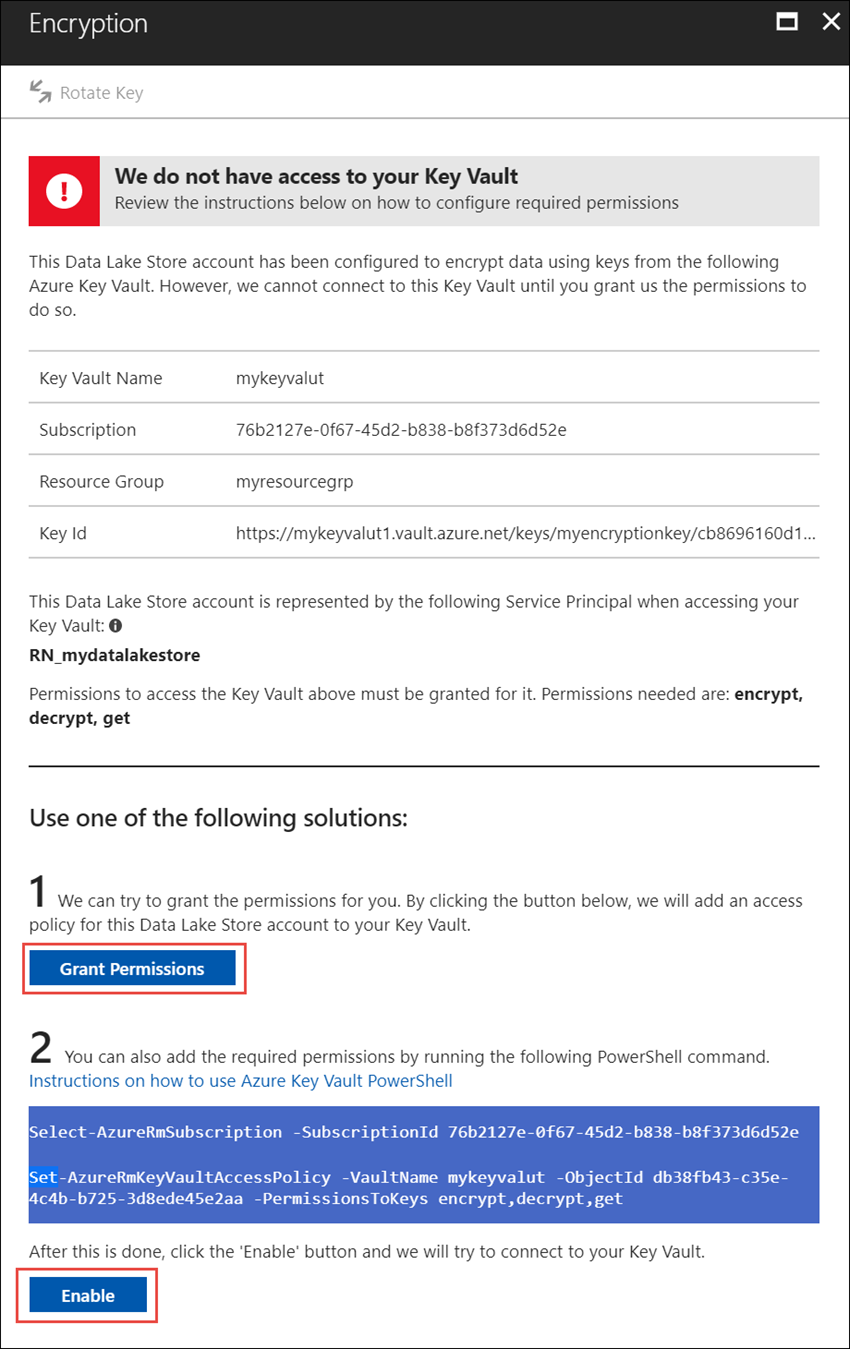 Encryption
Rotate Key
!
We do not have access to your Key Vault
Review the instructions below on how to configure required permissions
This Data Lake Store account has been configured to encrypt data using keys from the following
Azure Key Vault. However, we cannot connect to this Key Vault until you grant us the permissions to
do so.
Key Vault Name mykeyvalut
Subscription 76b2127e-0f67-45d2-b838-b8f373d6d52e
Resource Group myresourcegrp
Key Id https://mykeyvalut1.vault.azure.net/keys/myencryptionkey/cb8696160d1...
This Data Lake Store account is represented by the following Service Principal when accessing your
Key Vault: i
RN_mydatalakestore
Permissions to access the Key Vault above must be granted for it. Permissions needed are: encrypt,
decrypt, get
Use one of the following solutions:
1 We can try to grant the permissions for you. By clicking the button below, we will add an access
policy for this Data Lake Store account to your Key Vault.
Grant Permissions
2 You can also add the required permissions by running the following PowerShell command.
Instructions on how to use Azure Key Vault PowerShell
Select-AzureRmSubscription -SubscriptionId 76b2127e-0f67-45d2-b838-b8f373d6d52e
Set-AzureRmKeyVaultAccessPolicy -VaultName mykeyvalut -ObjectId db38fb43-c35e-
4c4b-b725-3d8ede45e2aa -PermissionsToKeys encrypt,decrypt,get
After this is done, click the 'Enable' button and we will try to connect to your Key Vault.
Enable